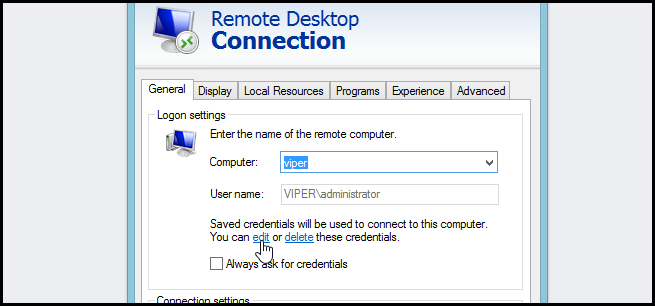 Remote Desktop
Connection
General Display Local Resources Programs Experience Advanced
Logon settings
Enter the name of the remote computer.
Computer: viper
User name: VIPER\administrator
Saved credentials will be used to connect to this computer.
You can edit or delete these credentials.
Always ask for credentials
Connection settings